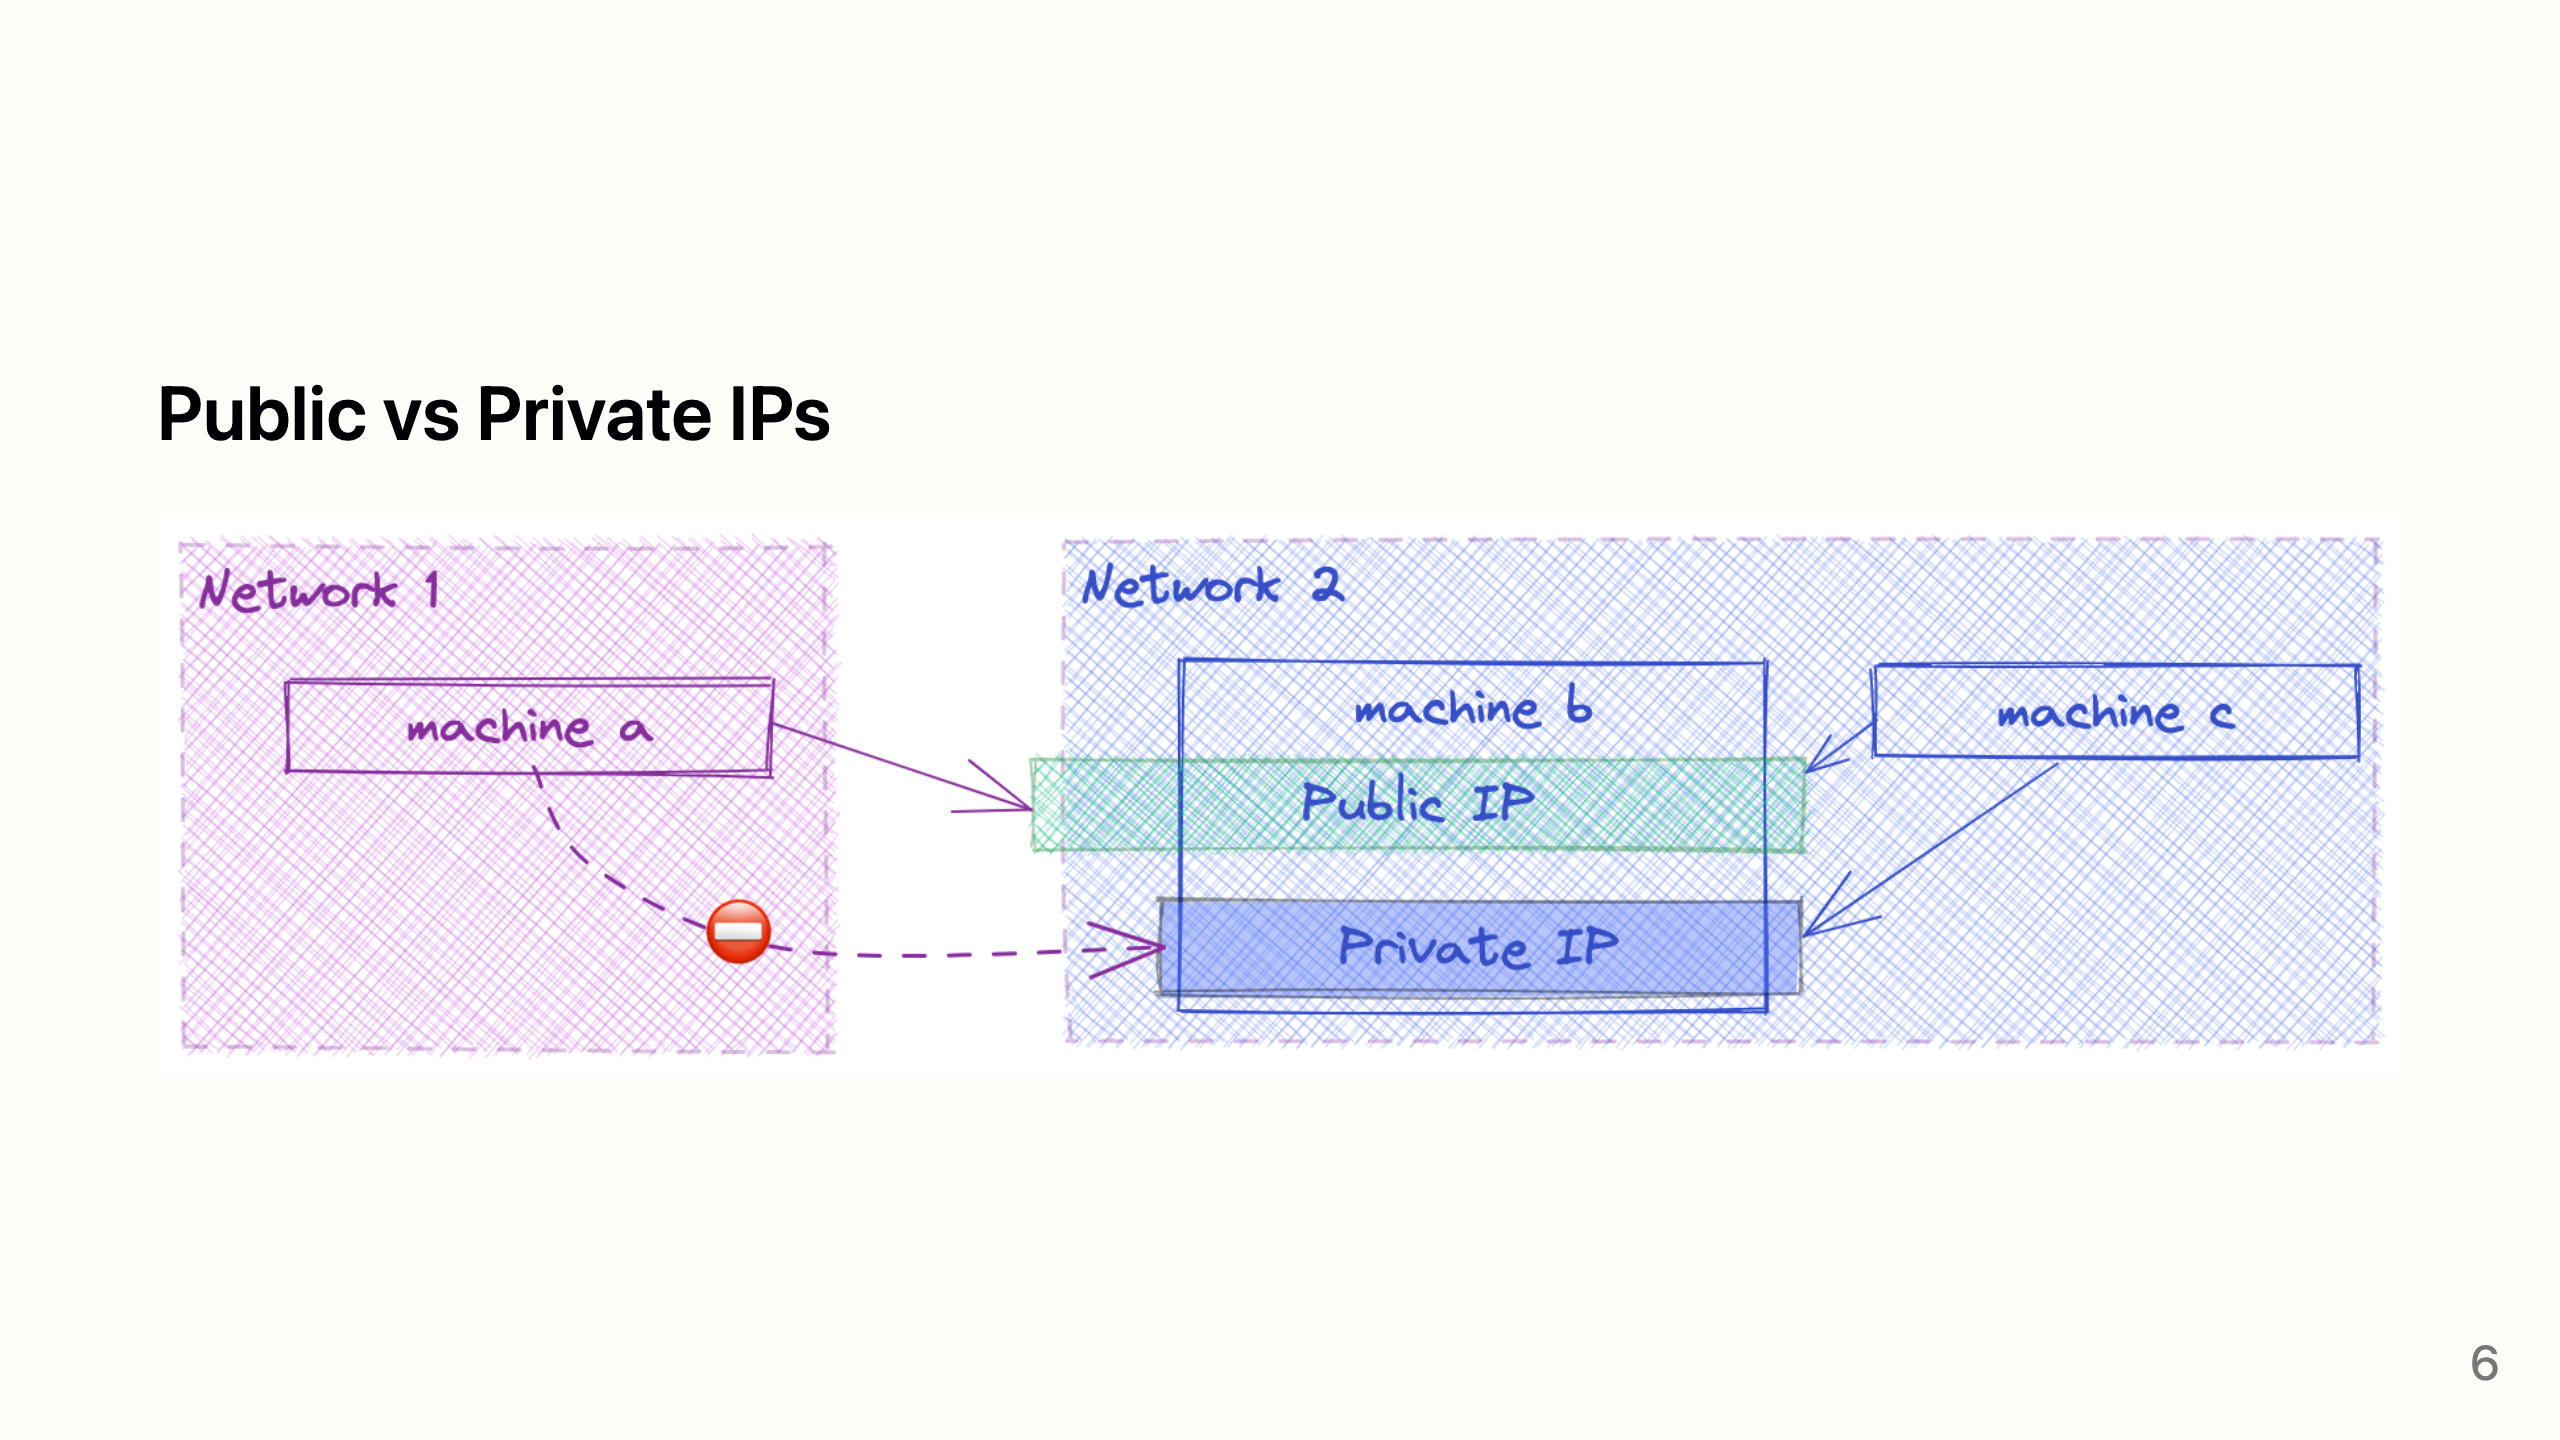 Public vs Private IPs
Network 1
machine a
Network 2
machine b
Public IP
Private IP
machine c
6